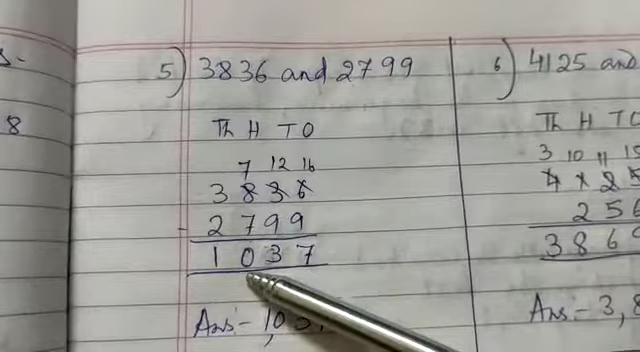 8
5) 3836 and 2799
Th H T O
7 12 16
3 8 3 6
- 2 7 9 9
1 0 3 7
Ans:- 1,03
6) 4125 and
Th H T O
3 10 11 15
4 1 2 5
2 5 6
3 8 6 9
Ans:- 3,8